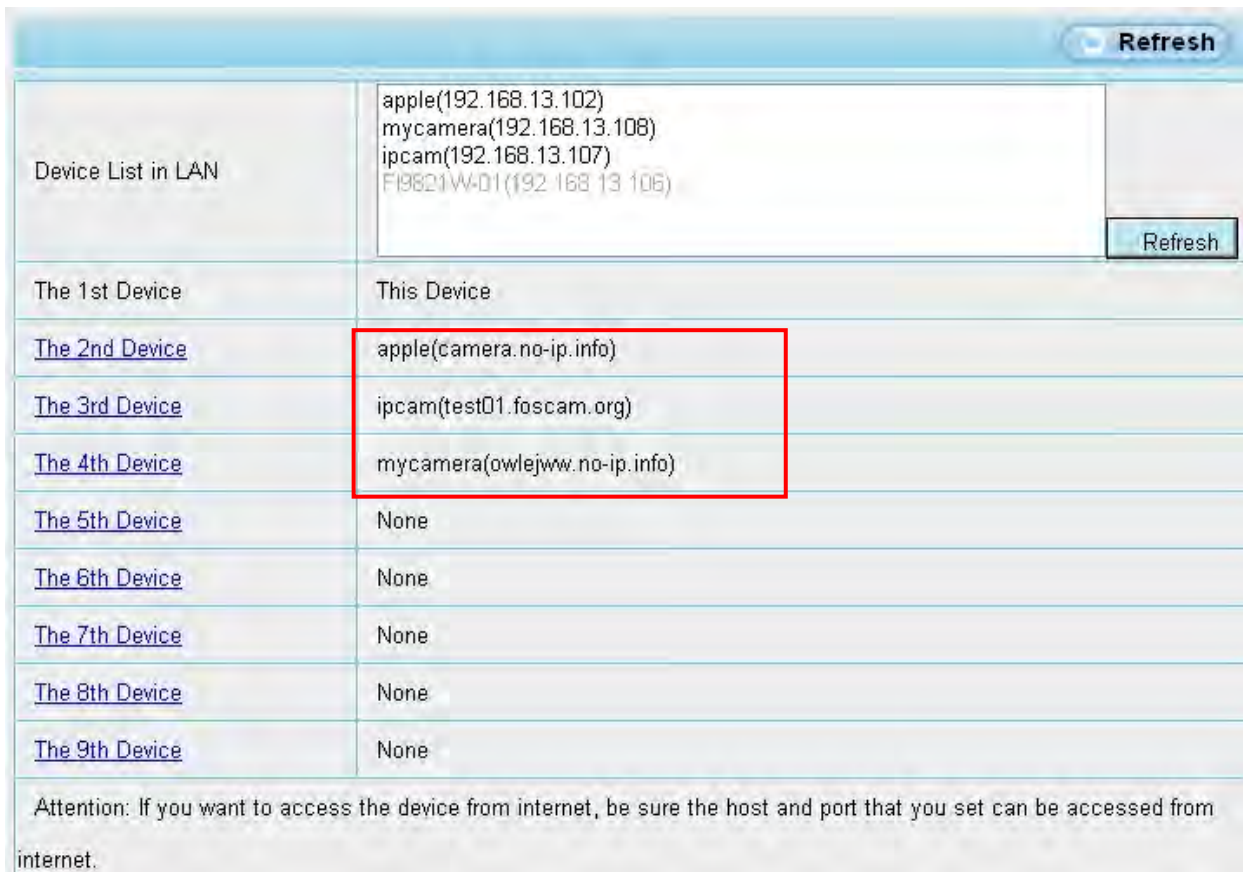 Refresh
Device List in LAN
apple(192.168.13.102)
mycamera(192.168.13.108)
ipcam(192.168.13.107)
FI9821W-01(192.168.13.106)
Refresh
The 1st Device This Device
The 2nd Device apple(camera.no-ip.info)
The 3rd Device ipcam(test01.foscam.org)
The 4th Device mycamera(owlejww.no-ip.info)
The 5th Device None
The 6th Device None
The 7th Device None
The 8th Device None
The 9th Device None
Attention: If you want to access the device from internet, be sure the host and port that you set can be accessed from
internet.